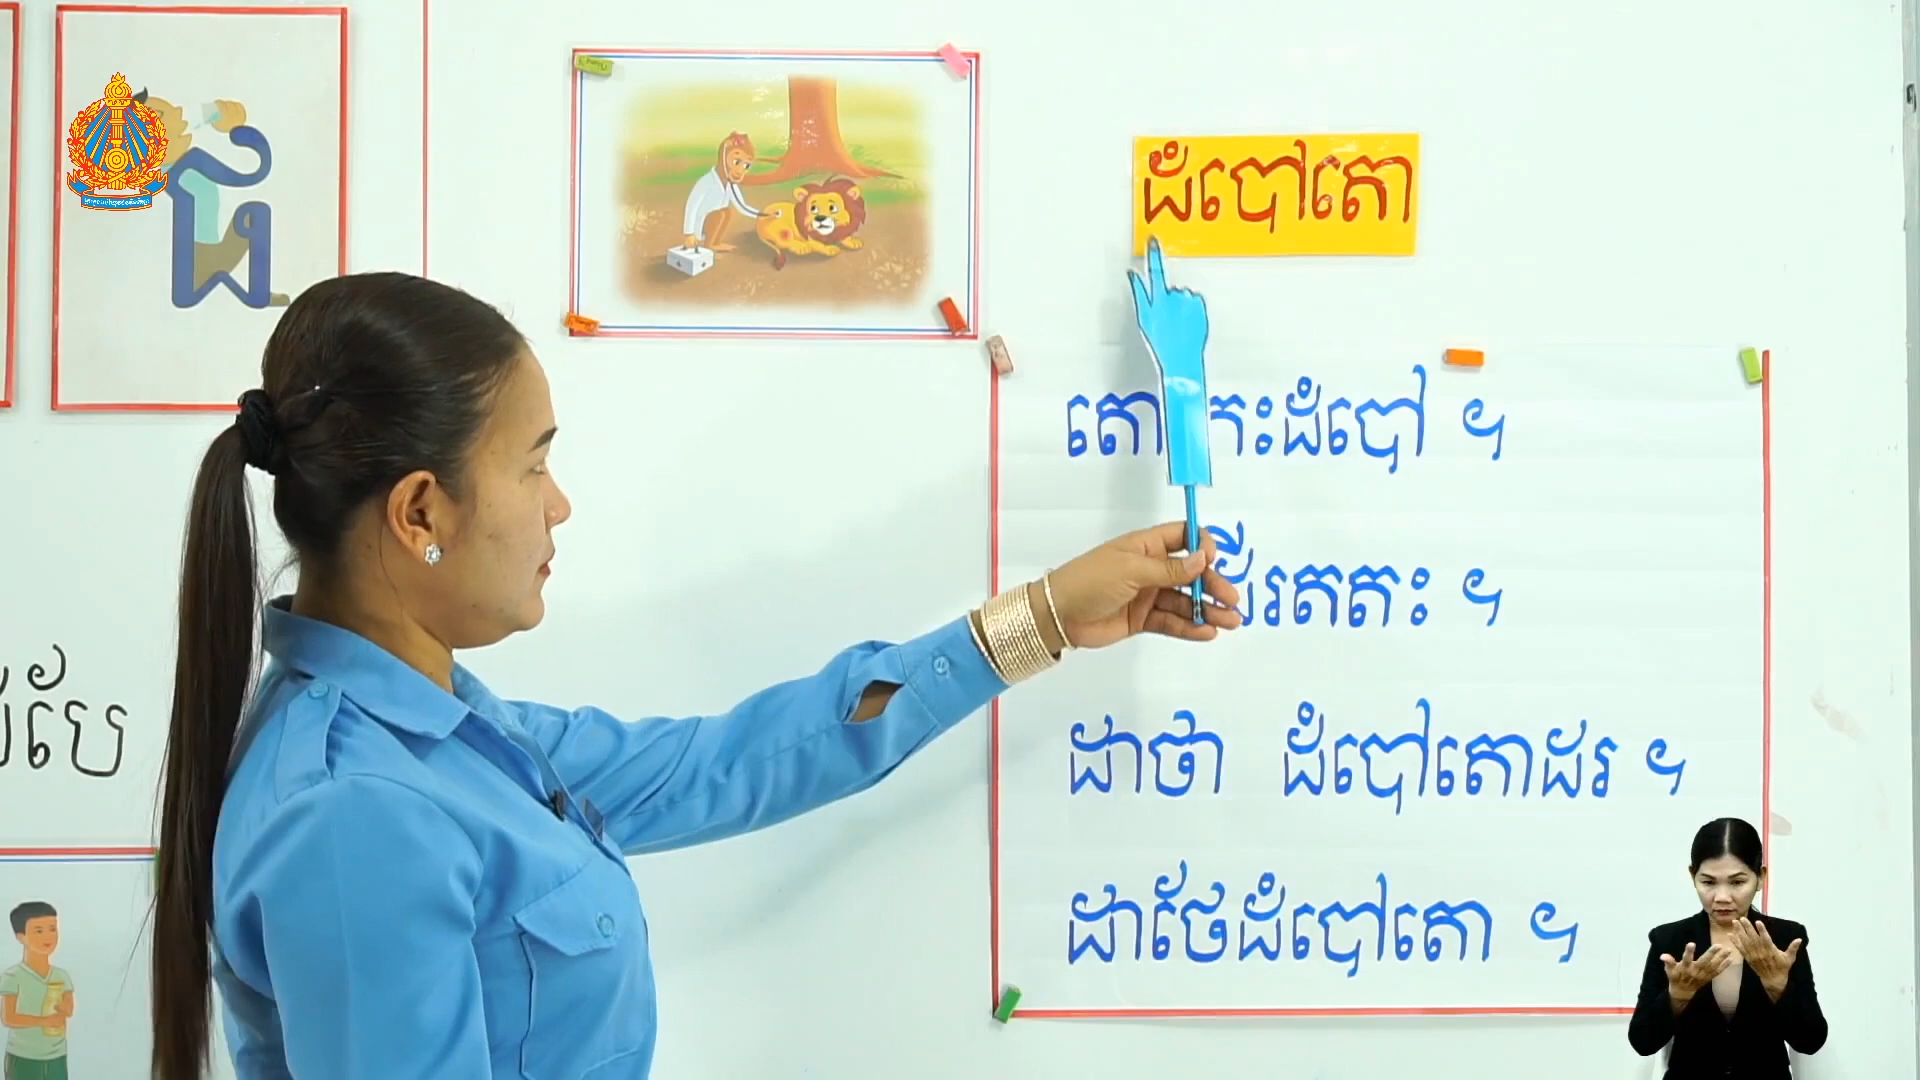 ដំបៅតោ
តោ កះដំបៅ ។
ដើរតតះ ។
ដាថា ដំបៅតោដរ ។
ដាថែដំបៅតោ ។